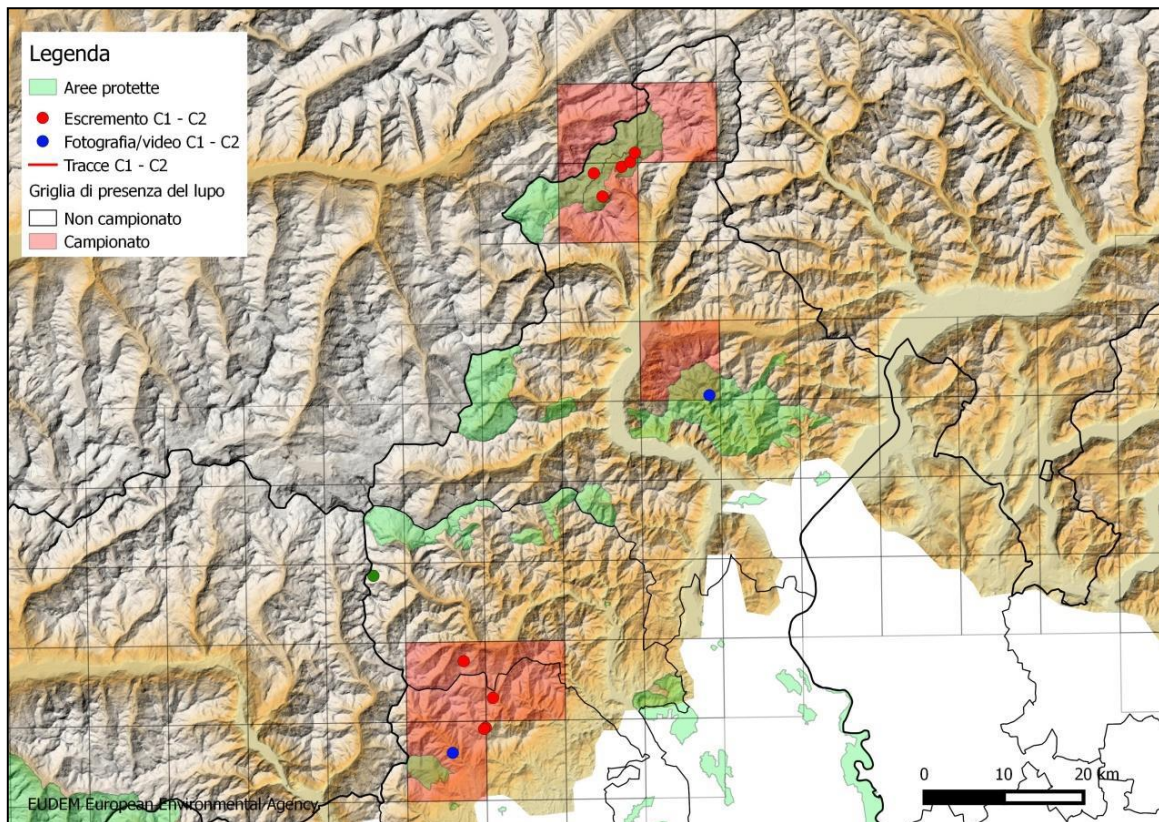 Legenda
Aree protette
Escremento C1 - C2
Fotografia/video C1 - C2
Tracce C1 - C2
Griglia di presenza del lupo
Non campionato
Campionato
0 10 20 km
EUDEM European Environmental Agency